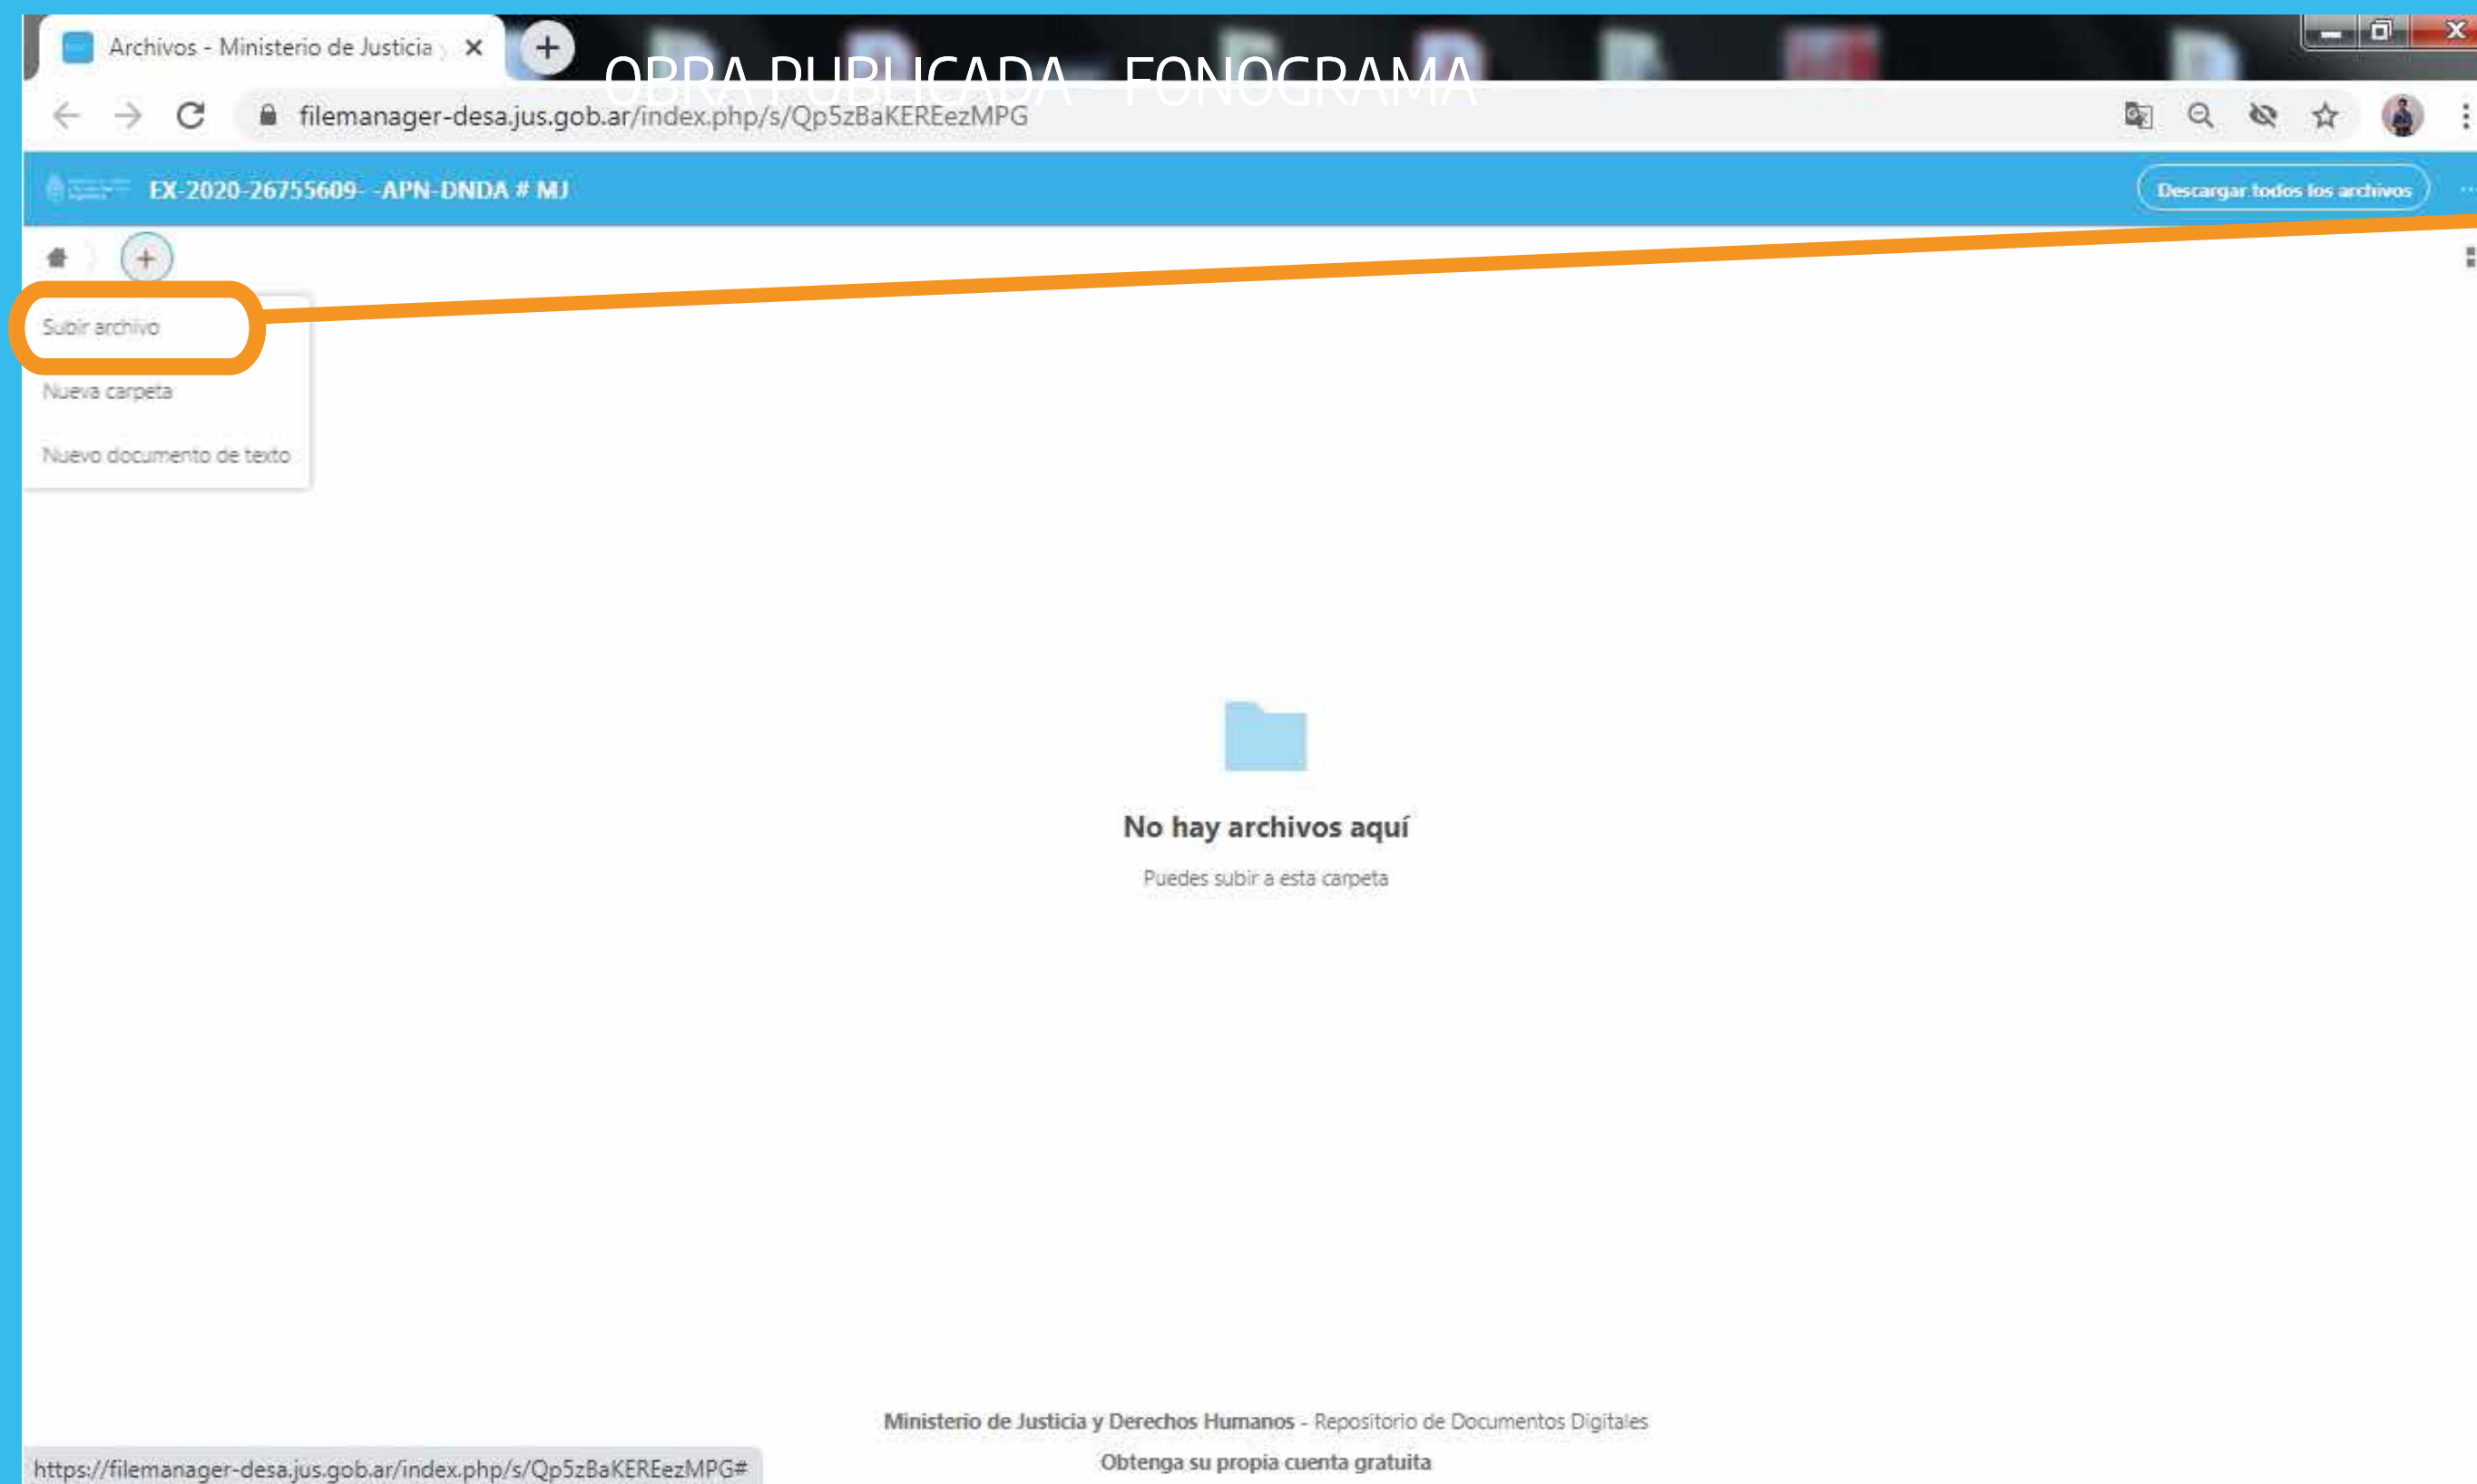 Archivos - Ministerio de Justicia y
OBRA PUBLICADA - FONOGRAMA
filemanager-desa.jus.gob.ar/index.php/s/Qp5zBaKEREezMPG
EX-2020-26755609- -APN-DNDA # MJ
Descargar todos los archivos
Subir archivo
Nueva carpeta
Nuevo documento de texto
No hay archivos aquí
Puedes subir a esta carpeta
Ministerio de Justicia y Derechos Humanos - Repositorio de Documentos Digitales
Obtenga su propia cuenta gratuita
https://filemanager-desa.jus.gob.ar/index.php/s/Qp5zBaKEREezMPG#